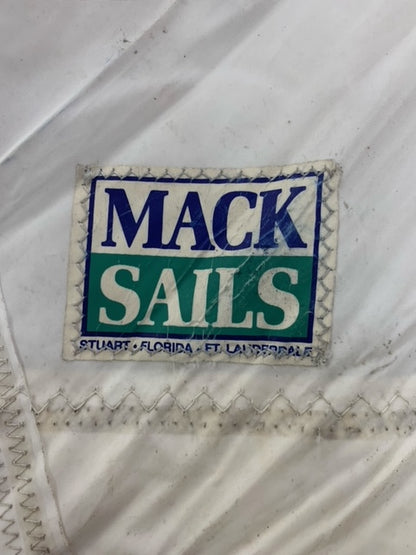 MACK
SAILS
STUART • FLORIDA • FT. LAUDERDALE